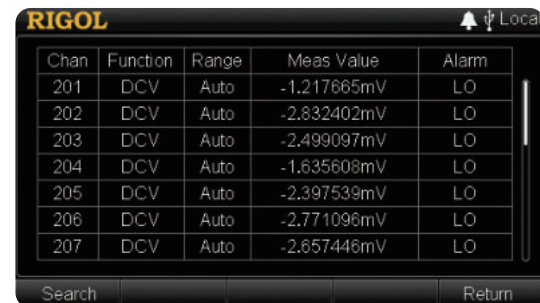 RIGOL Local
Chan Function Range Meas Value Alarm
201 DCV Auto -1.217665mV LO
202 DCV Auto -2.832402mV LO
203 DCV Auto -2.499097mV LO
204 DCV Auto -1.635608mV LO
205 DCV Auto -2.397539mV LO
206 DCV Auto -2.771096mV LO
207 DCV Auto -2.657446mV LO
Search Return